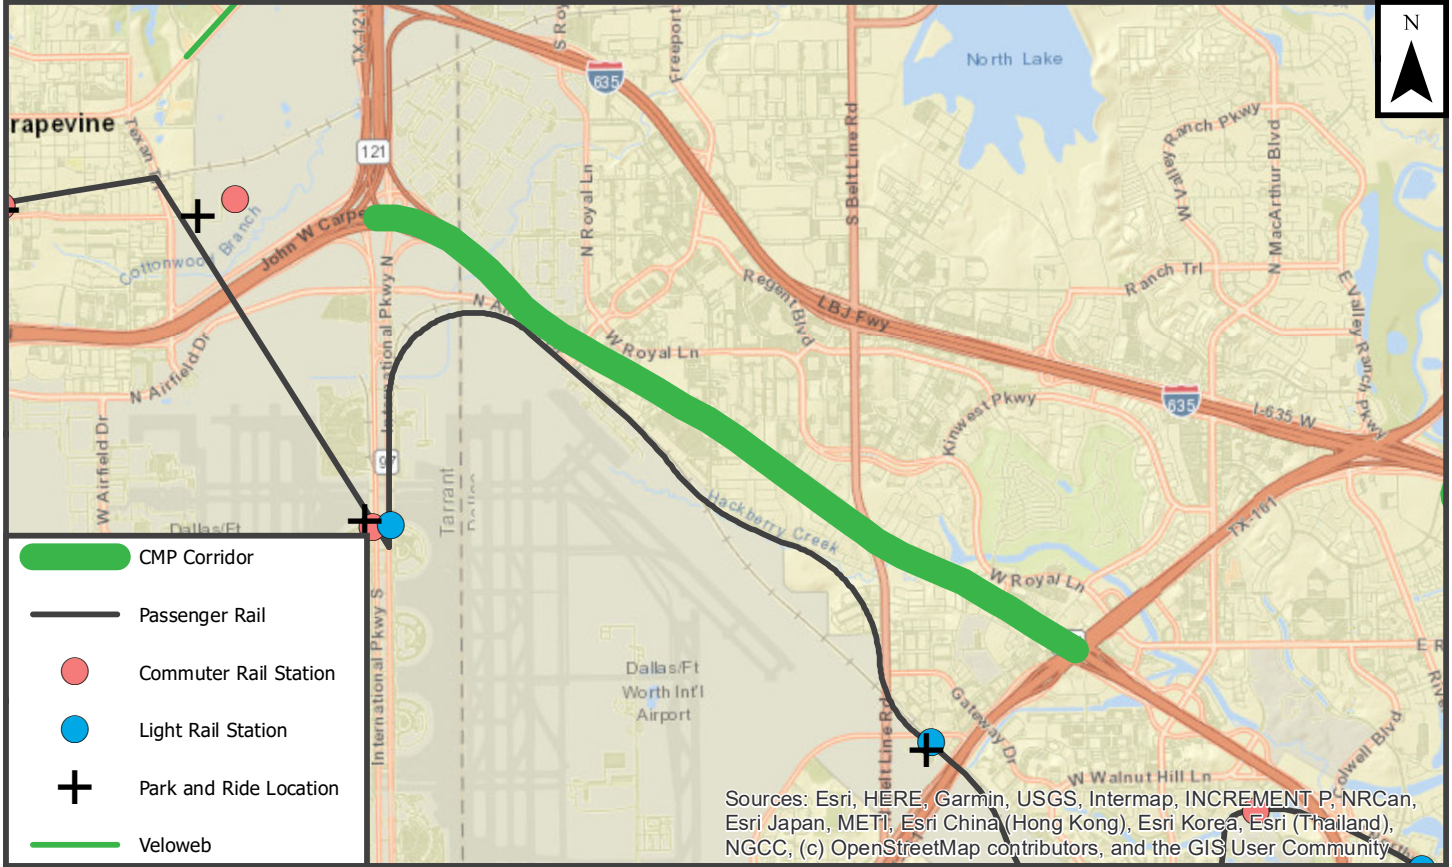 N
TX-121
S Roy
Freeport
635
North Lake
S Belt Line Rd
W Valley Ranch Pkwy
N MacArthur Blvd
rapevine
Texan
121
Cottonwood Branch
John W Carpe
N Royal Ln
International Pkwy N
Ranch Trl
E Valley Ranch Pkwy
Regent Blvd
LBJ Fwy
N Ai
W Royal Ln
N Airfield Dr
Kinwest Pkwy
635
I-635 W
W Airfield Dr
97
Tarrant
Dallas
Hackberry Creek
TX-161
Dallas/Ft
W Royal Ln
E R
International Pkwy S
Dallas/Ft
Worth Int'l
Airport
Gateway Dr
Belt Line Rd
W Walnut Hill Ln
Colwell Blvd
CMP Corridor
Passenger Rail
Commuter Rail Station
Light Rail Station
Park and Ride Location
Veloweb
Sources: Esri, HERE, Garmin, USGS, Intermap, INCREMENT P, NRCan,
Esri Japan, METI, Esri China (Hong Kong), Esri Korea, Esri (Thailand),
NGCC, (c) OpenStreetMap contributors, and the GIS User Community